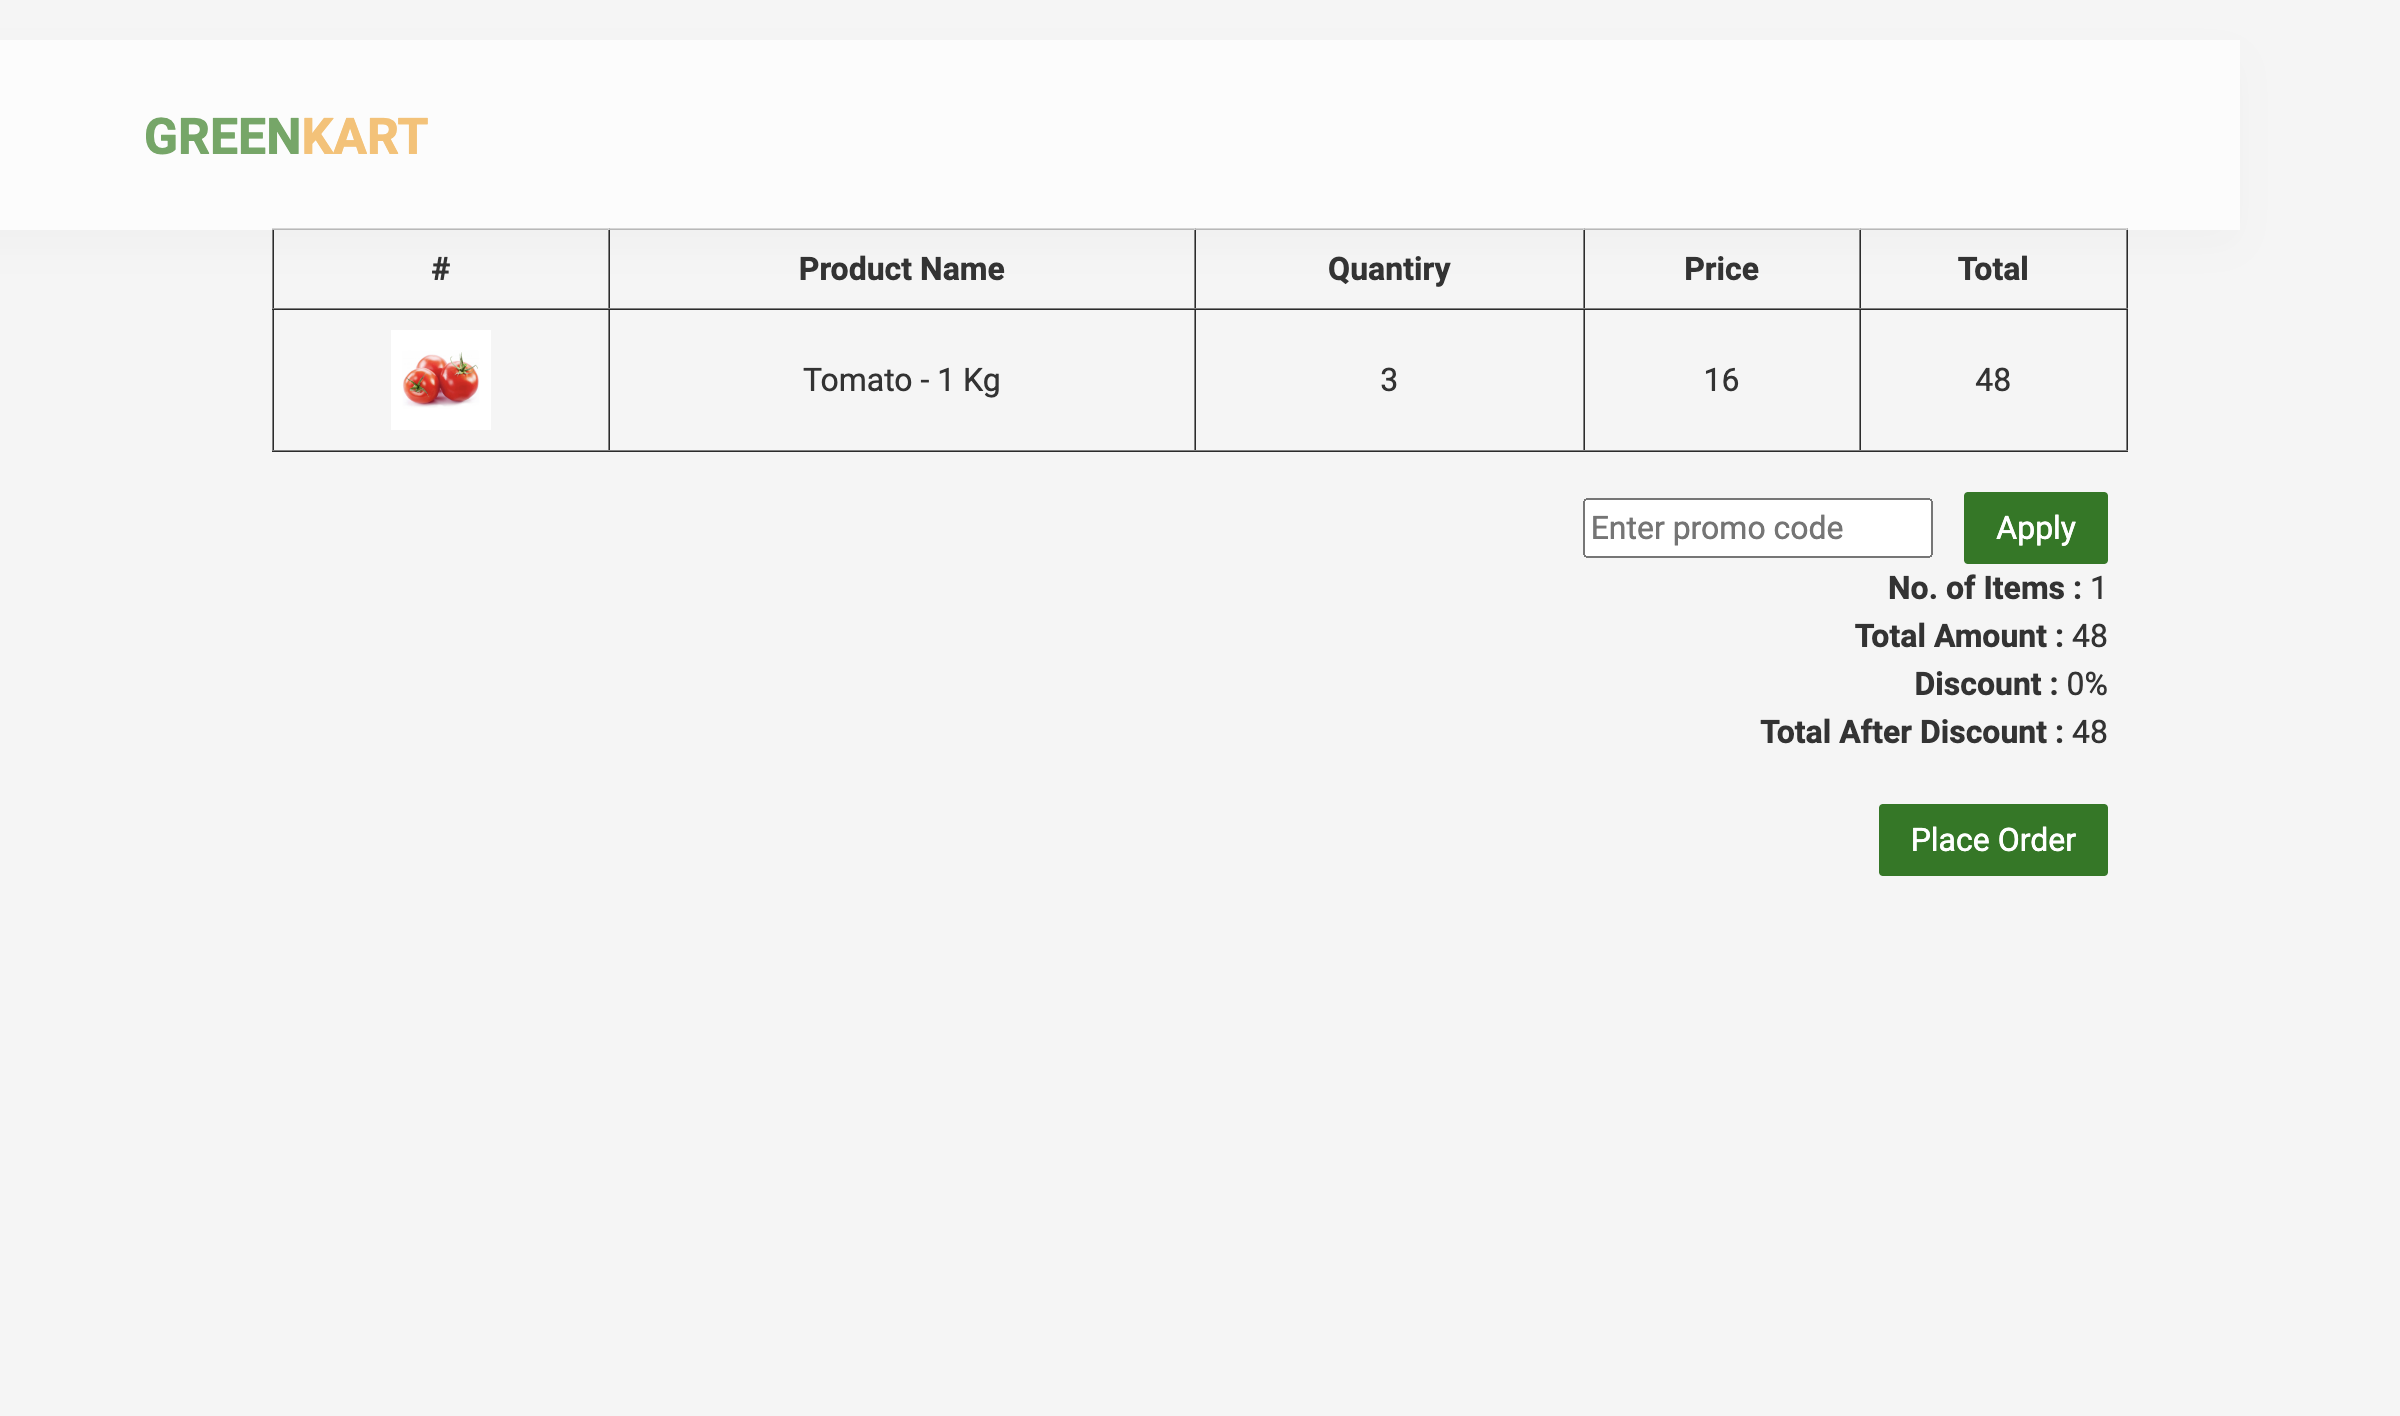 GREENKART
# Product Name Quantiry Price Total
Tomato - 1 Kg 3 16 48
Enter promo code Apply
No. of Items : 1
Total Amount : 48
Discount : 0%
Total After Discount : 48
Place Order